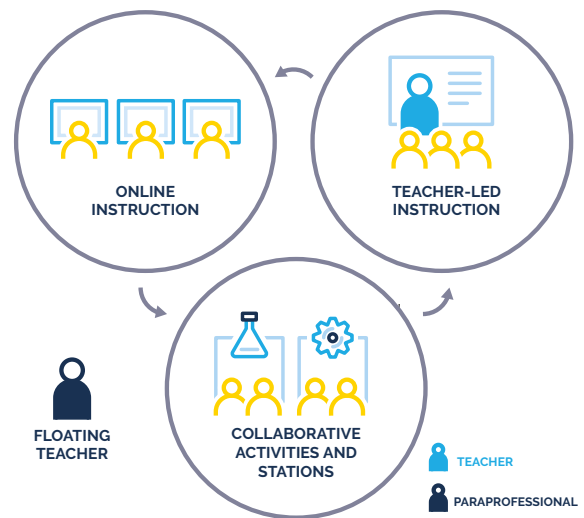 ONLINE
INSTRUCTION
TEACHER-LED
INSTRUCTION
COLLABORATIVE
ACTIVITIES AND
STATIONS
FLOATING
TEACHER
TEACHER
PARAPROFESSIONAL